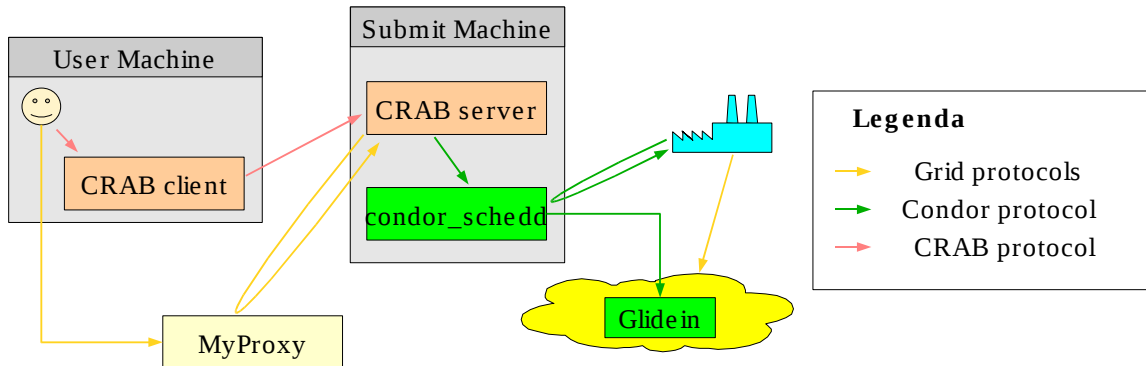 Submit Machine
User Machine
CRAB server
CRAB client
condor_schedd
Glidein
MyProxy
Legenda
Grid protocols
Condor protocol
CRAB protocol